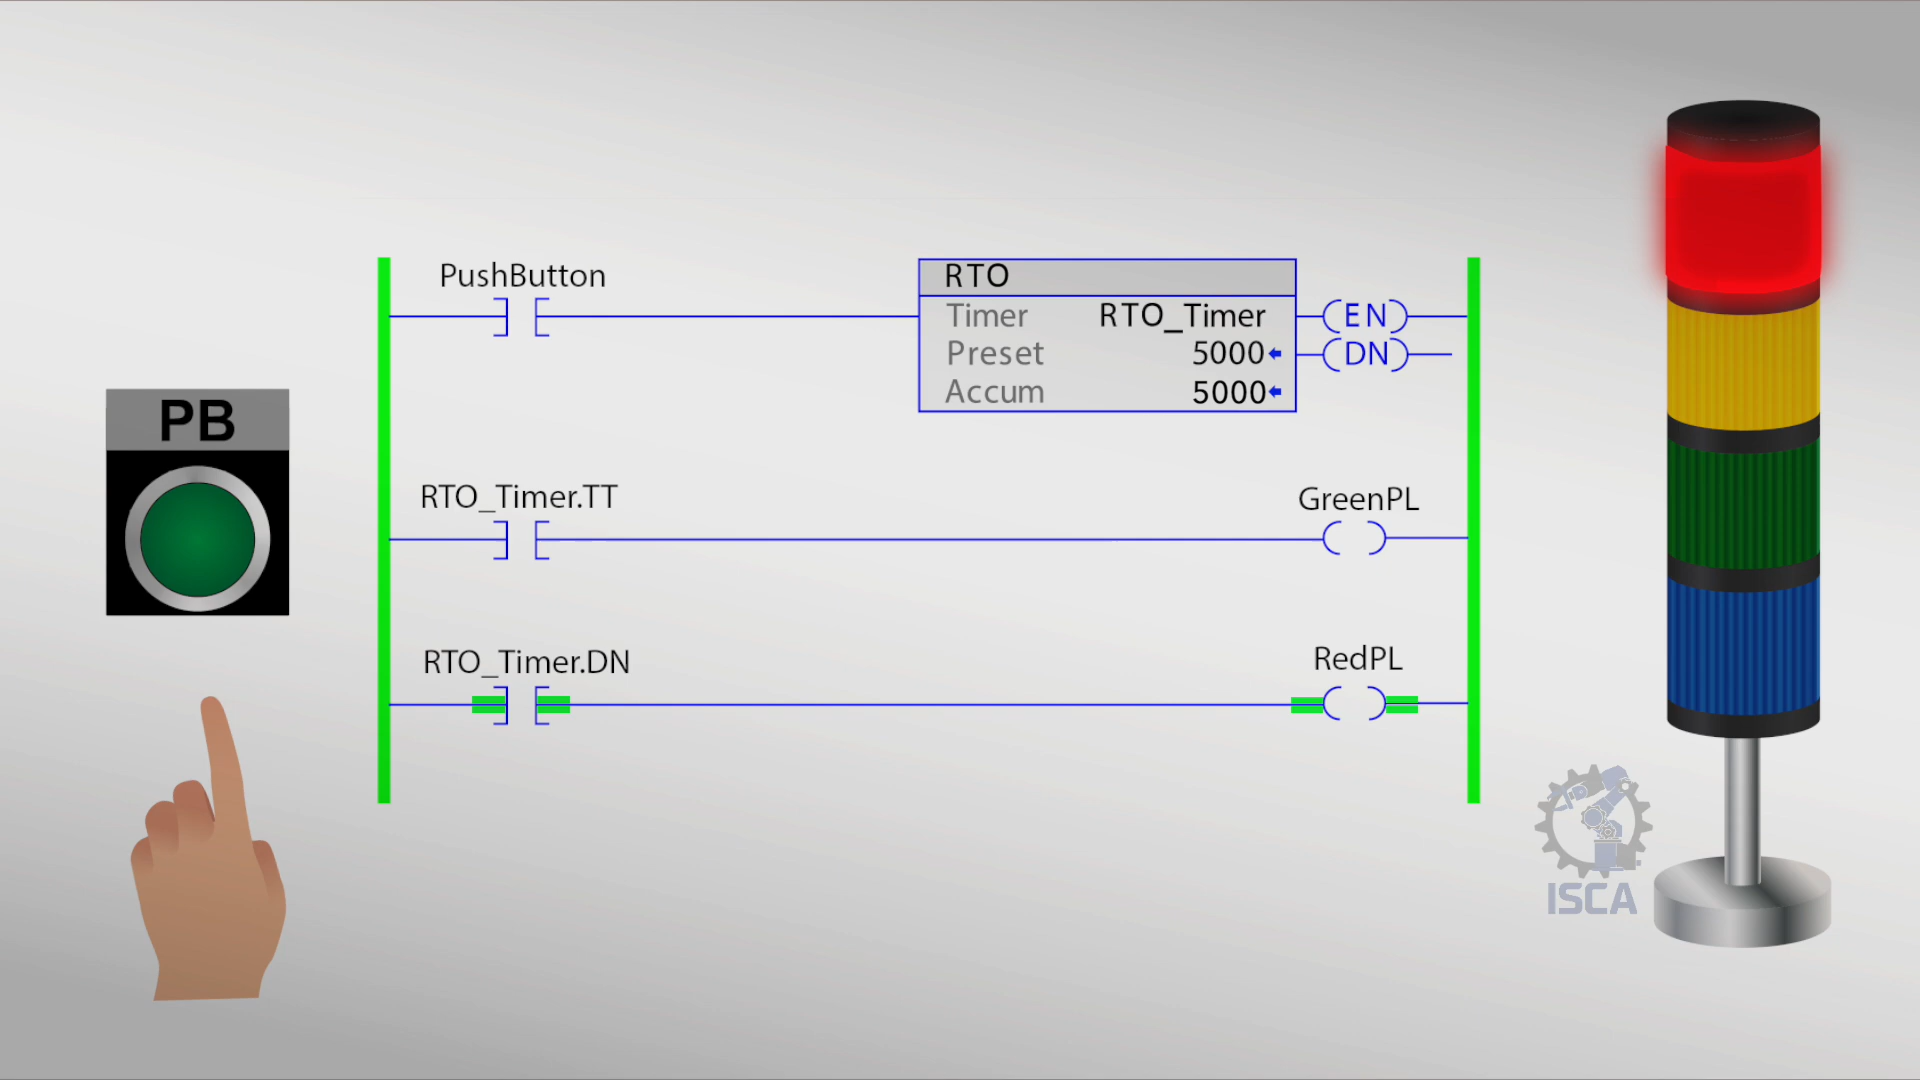 PushButton
RTO
Timer RTO_Timer
Preset 5000
Accum 5000
EN
DN
PB
RTO_Timer.TT
GreenPL
RTO_Timer.DN
RedPL
ISCA